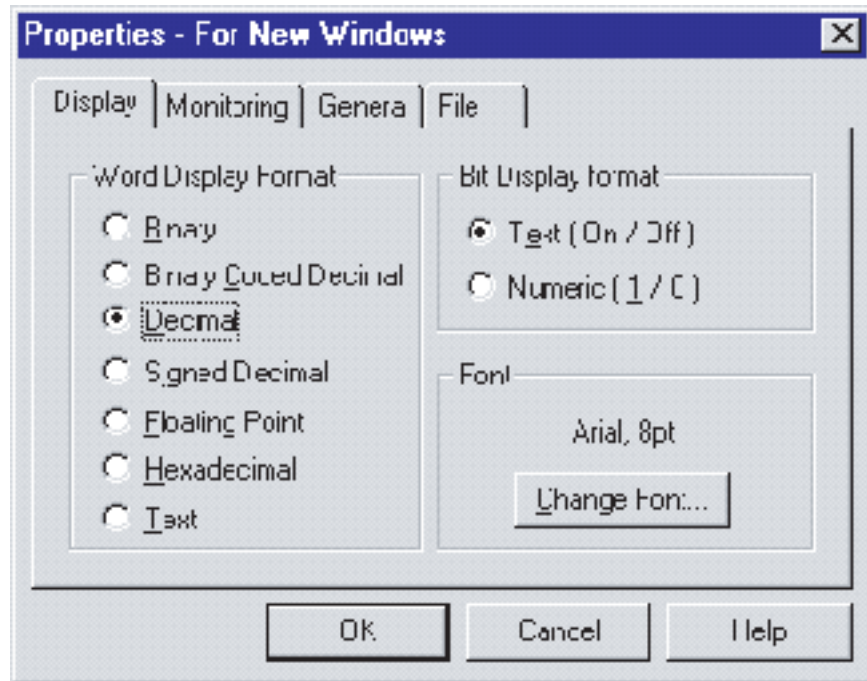 Properties - For New Windows
Display
Monitoring
General
File
Word Display Format
Binary
Binary Coded Decimal
Decimal
Signed Decimal
Floating Point
Hexadecimal
Text
Bit Display format
Text ( On / Off )
Numeric ( 1 / 0 )
Font
Arial, 8pt
Change Font...
OK
Cancel
Help